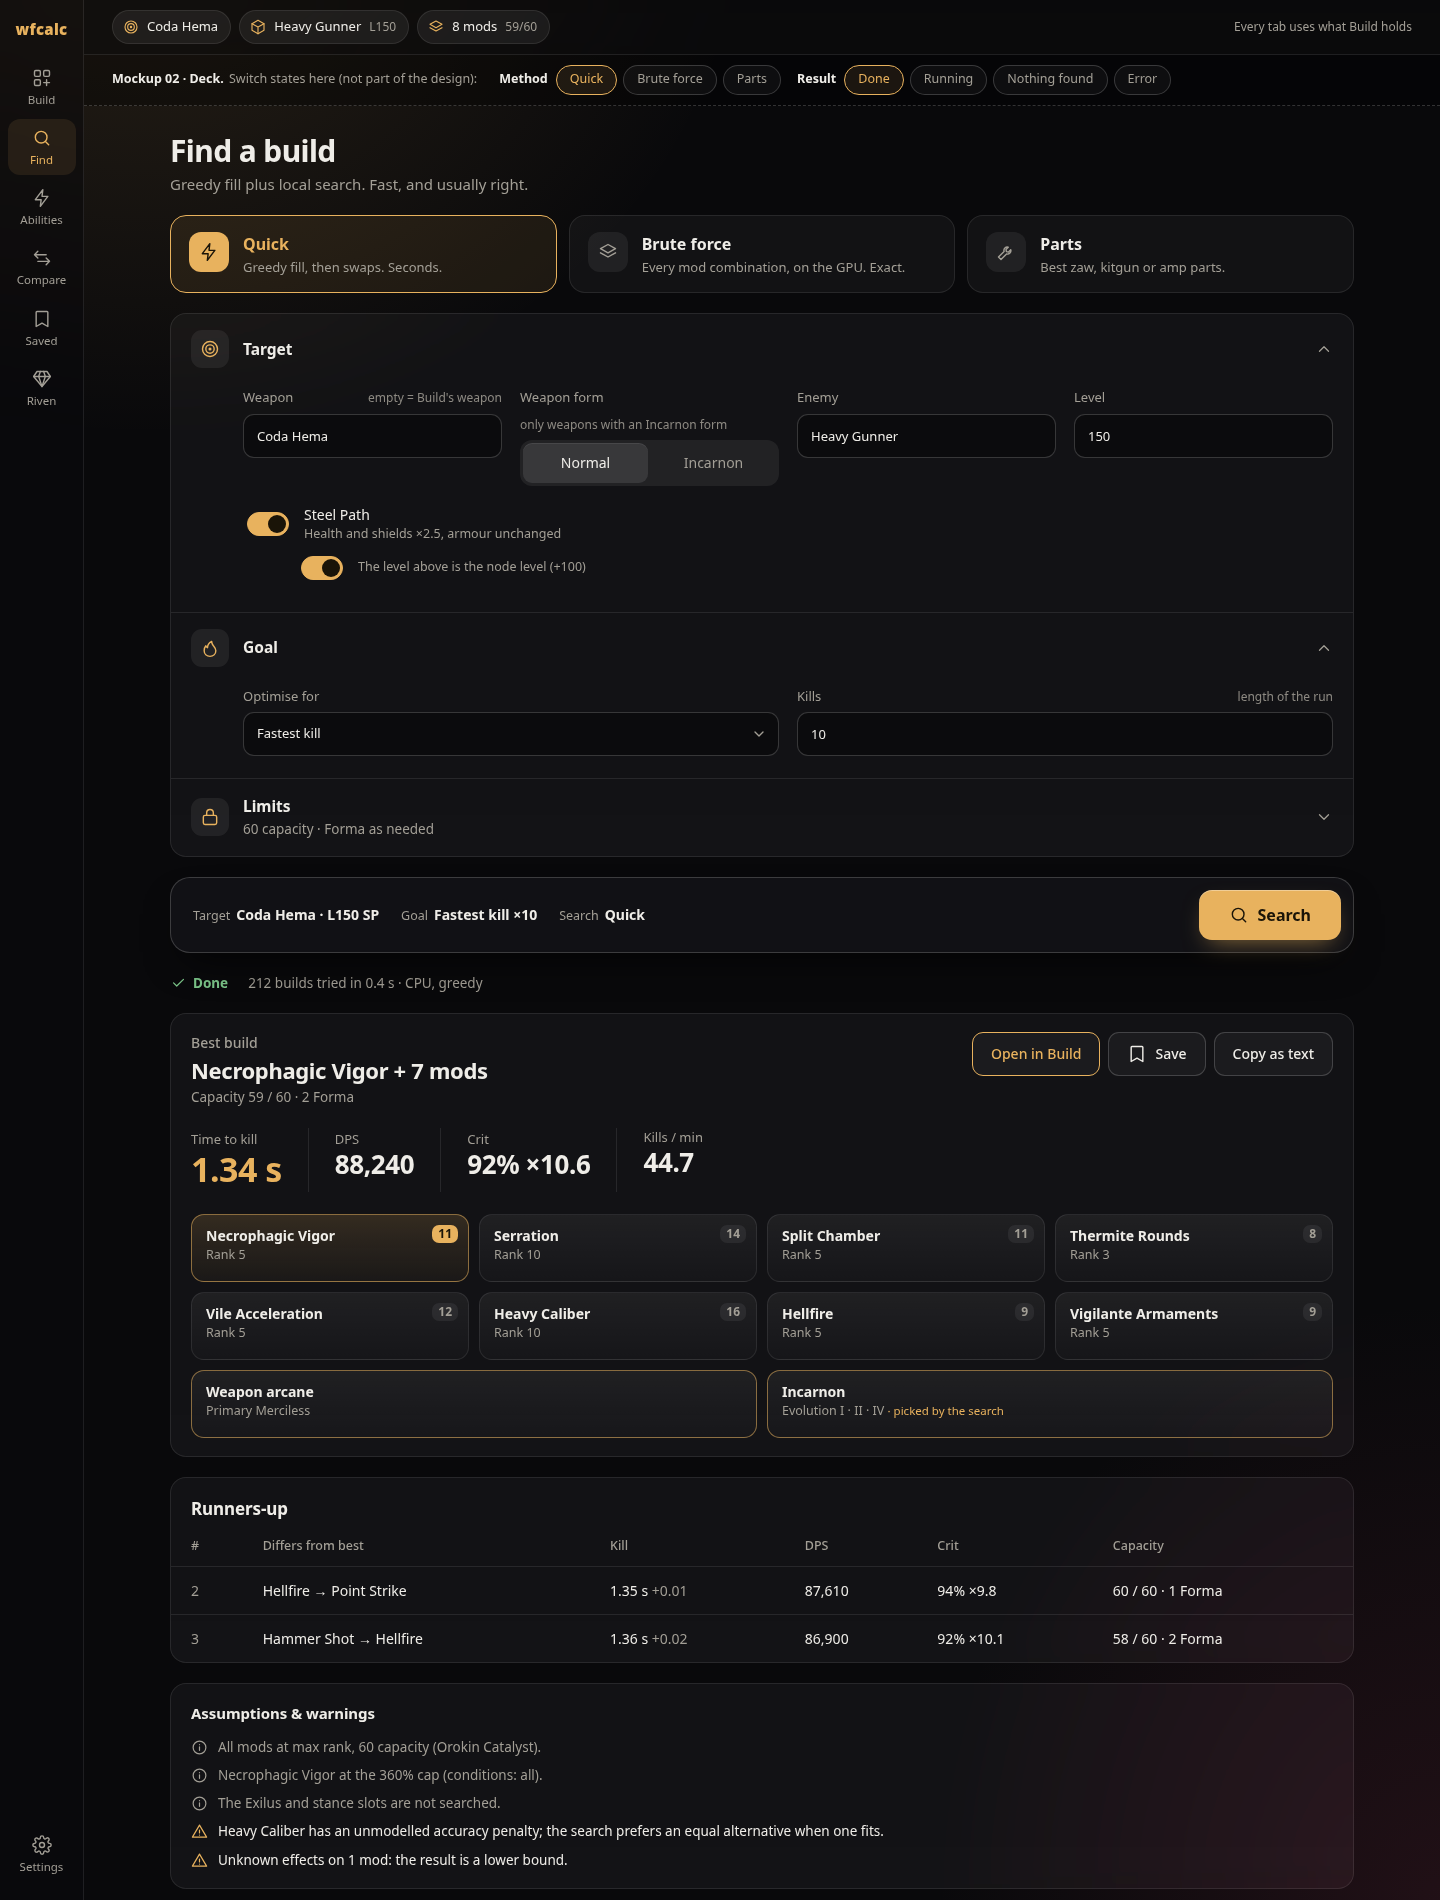 wfcalc
Build
Find
Abilities
Compare
Saved
Riven
Settings
Coda Hema
Heavy Gunner L150
8 mods 59/60
Every tab uses what Build holds
Mockup 02 · Deck. Switch states here (not part of the design): Method Quick Brute force Parts Result Done Running Nothing found Error
Find a build
Greedy fill plus local search. Fast, and usually right.
Quick
Greedy fill, then swaps. Seconds.
Brute force
Every mod combination, on the GPU. Exact.
Parts
Best zaw, kitgun or amp parts.
Target
Weapon empty = Build's weapon
Coda Hema
Weapon form
only weapons with an Incarnon form
Normal Incarnon
Enemy
Heavy Gunner
Level
150
Steel Path
Health and shields ×2.5, armour unchanged
The level above is the node level (+100)
Goal
Optimise for
Fastest kill
Kills length of the run
10
Limits
60 capacity · Forma as needed
Target Coda Hema · L150 SP Goal Fastest kill ×10 Search Quick
Search
Done 212 builds tried in 0.4 s · CPU, greedy
Best build
Necrophagic Vigor + 7 mods
Capacity 59 / 60 · 2 Forma
Open in Build Save Copy as text
Time to kill
1.34 s
DPS
88,240
Crit
92% ×10.6
Kills / min
44.7
Necrophagic Vigor 11
Rank 5
Serration 14
Rank 10
Split Chamber 11
Rank 5
Thermite Rounds 8
Rank 3
Vile Acceleration 12
Rank 5
Heavy Caliber 16
Rank 10
Hellfire 9
Rank 5
Vigilante Armaments 9
Rank 5
Weapon arcane
Primary Merciless
Incarnon
Evolution I · II · IV · picked by the search
Runners-up
# Differs from best Kill DPS Crit Capacity
2 Hellfire → Point Strike 1.35 s +0.01 87,610 94% ×9.8 60 / 60 · 1 Forma
3 Hammer Shot → Hellfire 1.36 s +0.02 86,900 92% ×10.1 58 / 60 · 2 Forma
Assumptions & warnings
All mods at max rank, 60 capacity (Orokin Catalyst).
Necrophagic Vigor at the 360% cap (conditions: all).
The Exilus and stance slots are not searched.
Heavy Caliber has an unmodelled accuracy penalty; the search prefers an equal alternative when one fits.
Unknown effects on 1 mod: the result is a lower bound.